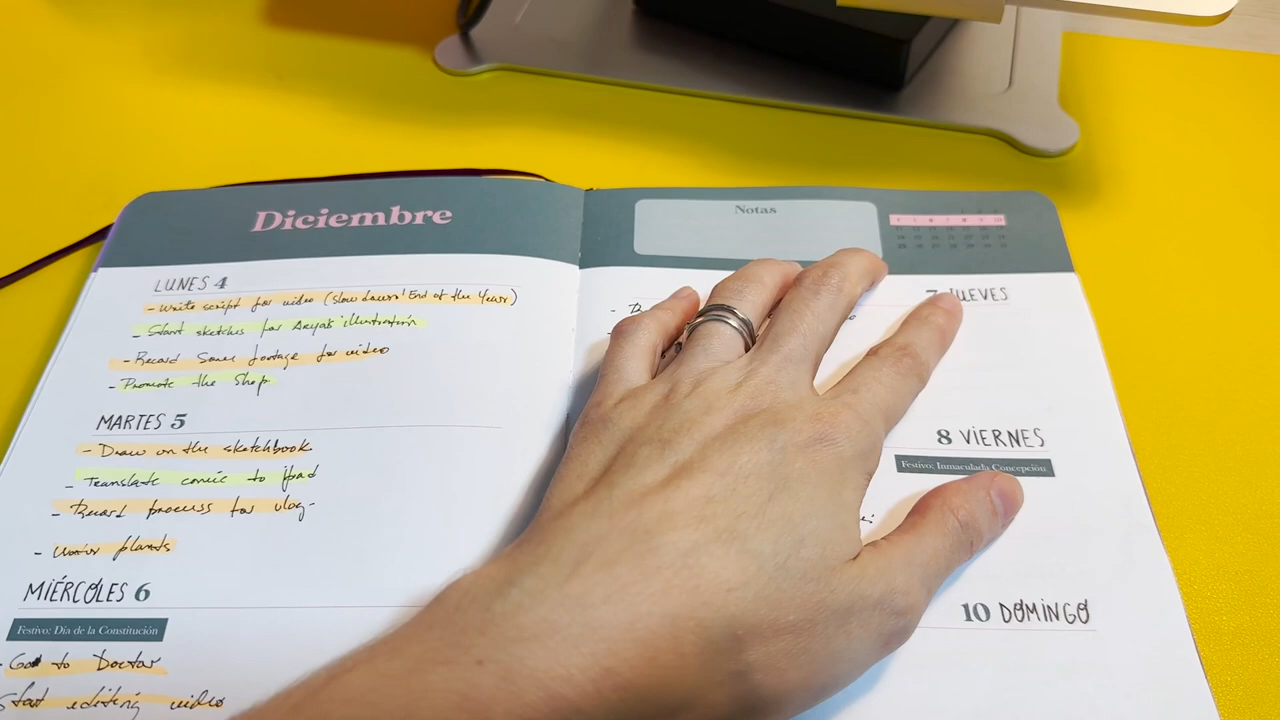 Diciembre
LUNES 4
- Write script for video (slow down! End of the Year)
- Start sketches for Arya's illustration
- Record some footage for video
- Promote the Shop
MARTES 5
- Draw on the sketchbook
- Translate comic to Ipad
- Record process for vlog
- Water plants
MIÉRCOLES 6
Festivo: Día de la Constitución
- Go to Doctor
Start editing video
Notas
7 JUEVES
8 VIERNES
Festivo: Inmaculada Concepción
10 DOMINGO